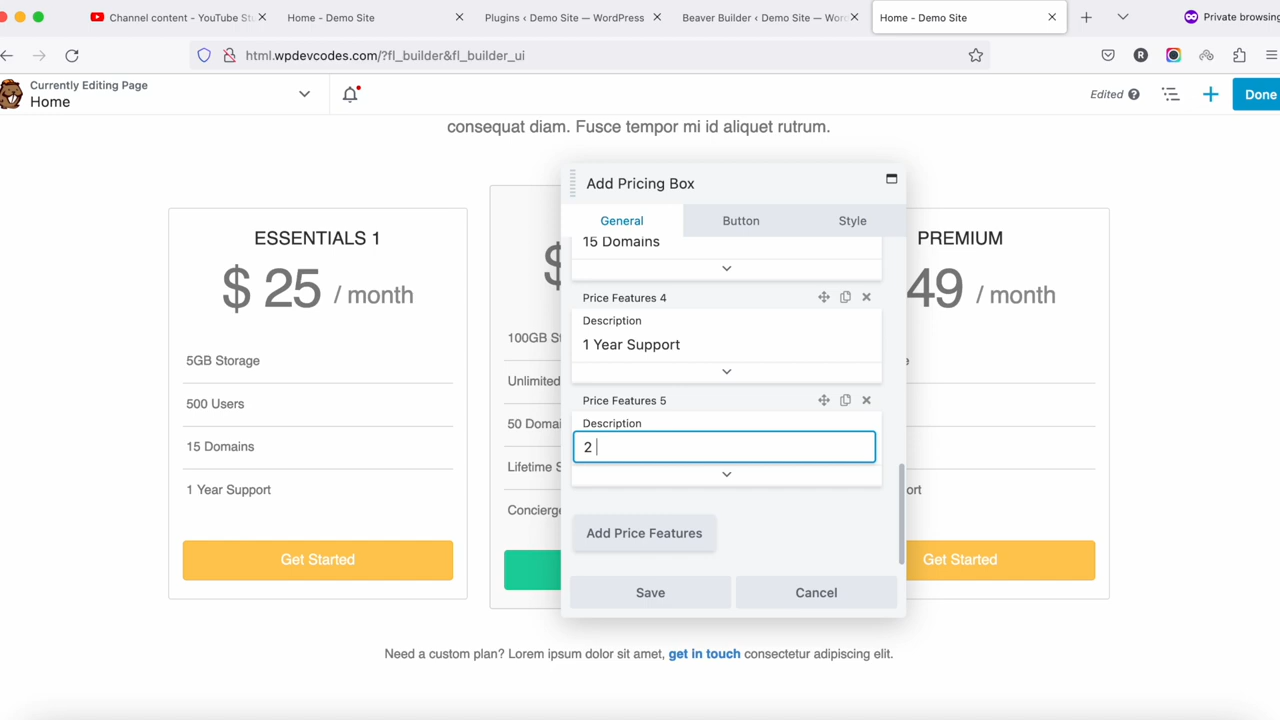 Channel content - YouTube St
Home - Demo Site
Plugins ‹ Demo Site — WordPress
Beaver Builder ‹ Demo Site — Wor
Home - Demo Site
Private browsing
html.wpdevcodes.com/?fl_builder&fl_builder_ui
Currently Editing Page
Home
Edited
Done
consequat diam. Fusce tempor mi id aliquet rutrum.
ESSENTIALS 1
$ 25 / month
5GB Storage
500 Users
15 Domains
1 Year Support
Get Started
$
100GB St
Unlimited
50 Domai
Lifetime S
Concierge
Add Pricing Box
General
Button
Style
15 Domains
Price Features 4
Description
1 Year Support
Price Features 5
Description
2
Add Price Features
Save
Cancel
PREMIUM
49 / month
ort
Get Started
Need a custom plan? Lorem ipsum dolor sit amet, get in touch consectetur adipiscing elit.